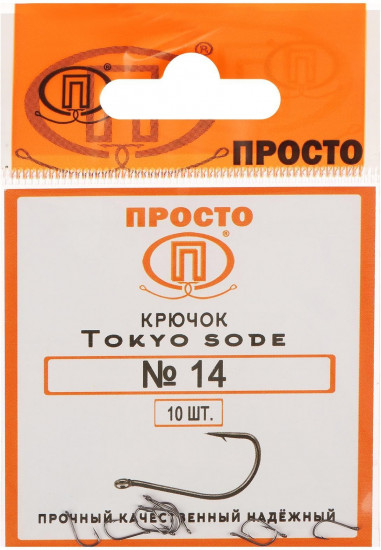 П
®
®
ПРОСТО
ПРОСТО
П
®
КРЮЧОК
TOKYO SODE
№ 14
10 ШТ.
ПРОЧНЫЙ КАЧЕСТВЕННЫЙ НАДЁЖНЫЙ